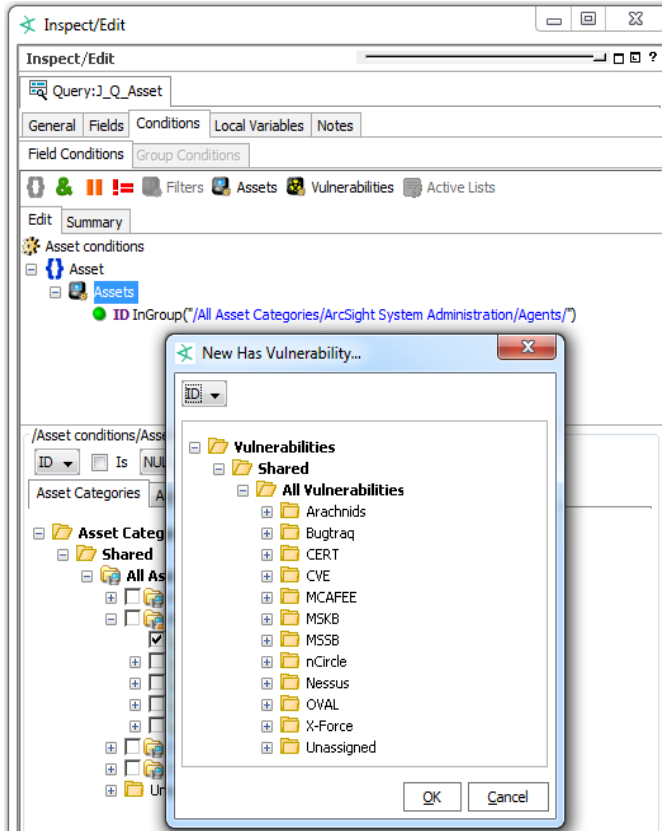 Inspect/Edit
Inspect/Edit ?
Query:J_Q_Asset
General Fields Conditions Local Variables Notes
Field Conditions Group Conditions
{} & != Filters Assets Vulnerabilities Active Lists
Edit Summary
Asset conditions
{} Asset
Assets
ID InGroup("/All Asset Categories/ArcSight System Administration/Agents/")
New Has Vulnerability...
ID
Vulnerabilities
Shared
All Vulnerabilities
Arachnids
Bugtraq
CERT
CVE
MCAFEE
MSKB
MSSB
nCircle
Nessus
OVAL
X-Force
Unassigned
OK Cancel
/Asset conditions/Asse
ID Is NUL
Asset Categories A
Asset Categ
Shared
All As
Un